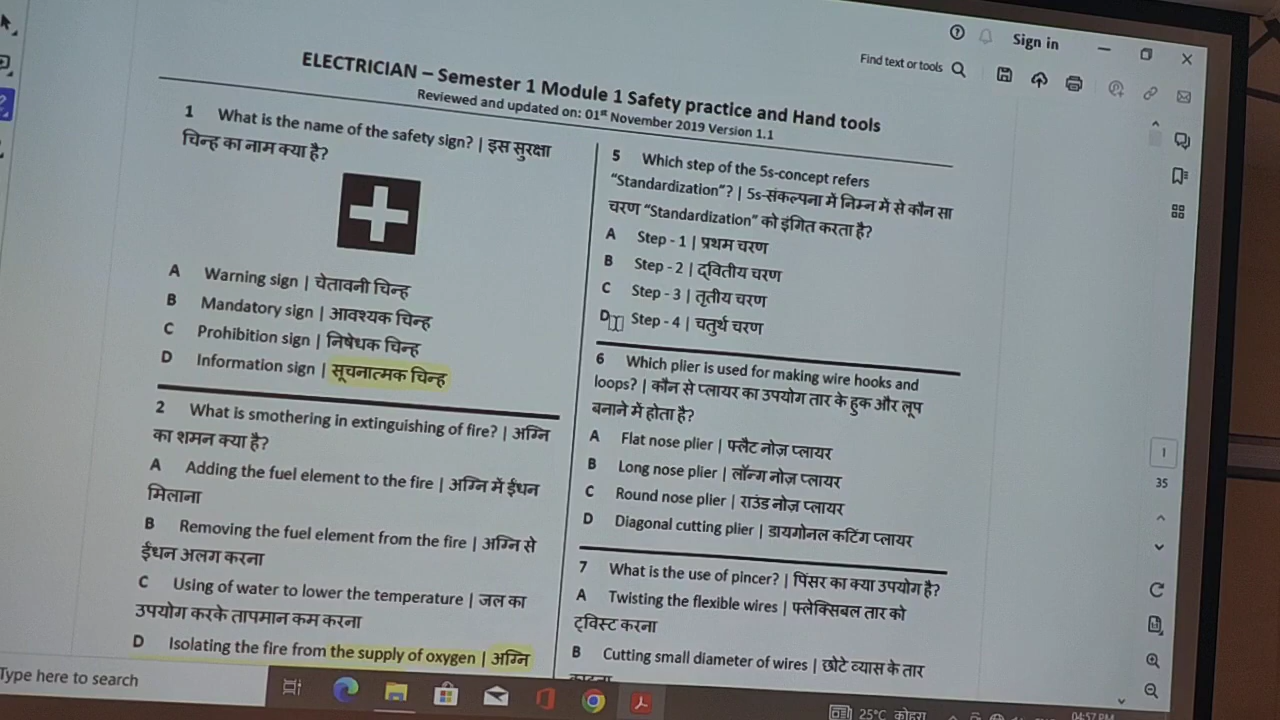 Sign in
Find text or tools
ELECTRICIAN – Semester 1 Module 1 Safety practice and Hand tools
Reviewed and updated on: 01st November 2019 Version 1.1
1 What is the name of the safety sign? | इस सुरक्षा
चिन्ह का नाम क्या है?
A Warning sign | चेतावनी चिन्ह
B Mandatory sign | आवश्यक चिन्ह
C Prohibition sign | निषेधक चिन्ह
D Information sign | सूचनात्मक चिन्ह
2 What is smothering in extinguishing of fire? | अग्नि
का शमन क्या है?
A Adding the fuel element to the fire | अग्नि में ईंधन
मिलाना
B Removing the fuel element from the fire | अग्नि से
ईंधन अलग करना
C Using of water to lower the temperature | जल का
उपयोग करके तापमान कम करना
D Isolating the fire from the supply of oxygen | अग्नि
5 Which step of the 5s-concept refers
“Standardization”? | 5s-संकल्पना में निम्न में से कौन सा
चरण “Standardization” को इंगित करता है?
A Step - 1 | प्रथम चरण
B Step - 2 | द्वितीय चरण
C Step - 3 | तृतीय चरण
D Step - 4 | चतुर्थ चरण
6 Which plier is used for making wire hooks and
loops? | कौन से प्लायर का उपयोग तार के हुक और लूप
बनाने में होता है?
A Flat nose plier | फ्लैट नोज़ प्लायर
B Long nose plier | लॉन्ग नोज़ प्लायर
C Round nose plier | राउंड नोज़ प्लायर
D Diagonal cutting plier | डायगोनल कटिंग प्लायर
7 What is the use of pincer? | पिंसर का क्या उपयोग है?
A Twisting the flexible wires | फ्लेक्सिबल तार को
ट्विस्ट करना
B Cutting small diameter of wires | छोटे व्यास के तार
1
35
Type here to search
25°C कोहरा
04:57 PM